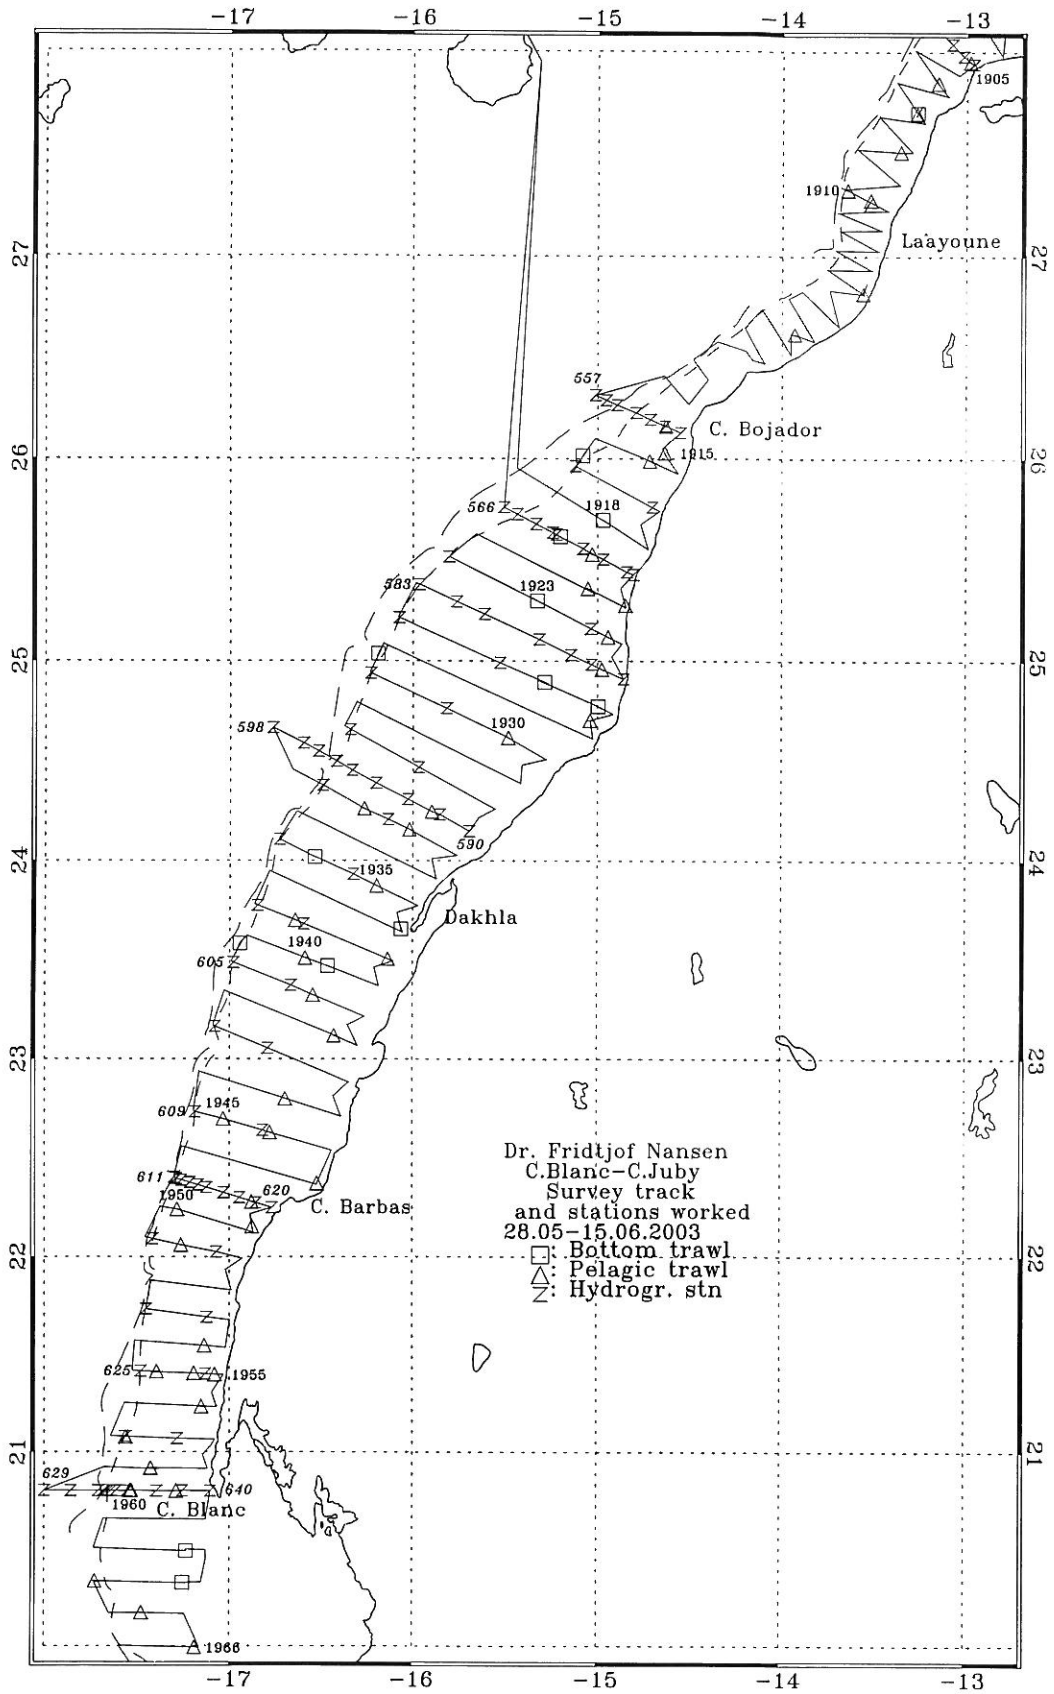 -17 -16 -15 -14 -13
1905
1910
Laayoune
27 27
557
C. Bojador
26 1915 26
566 1918
583 1923
25 25
598 1930
590
24 1935 24
Dakhla
1940
605
23 23
609 1945
Dr. Fridtjof Nansen
C.Blanc-C.Juby
Survey track
and stations worked
28.05-15.06.2003
: Bottom trawl
: Pelagic trawl
: Hydrogr. stn
611 620
1950 C. Barbas
22 22
625 1955
21 21
629
1960 640
C. Blanc
1966
-17 -16 -15 -14 -13